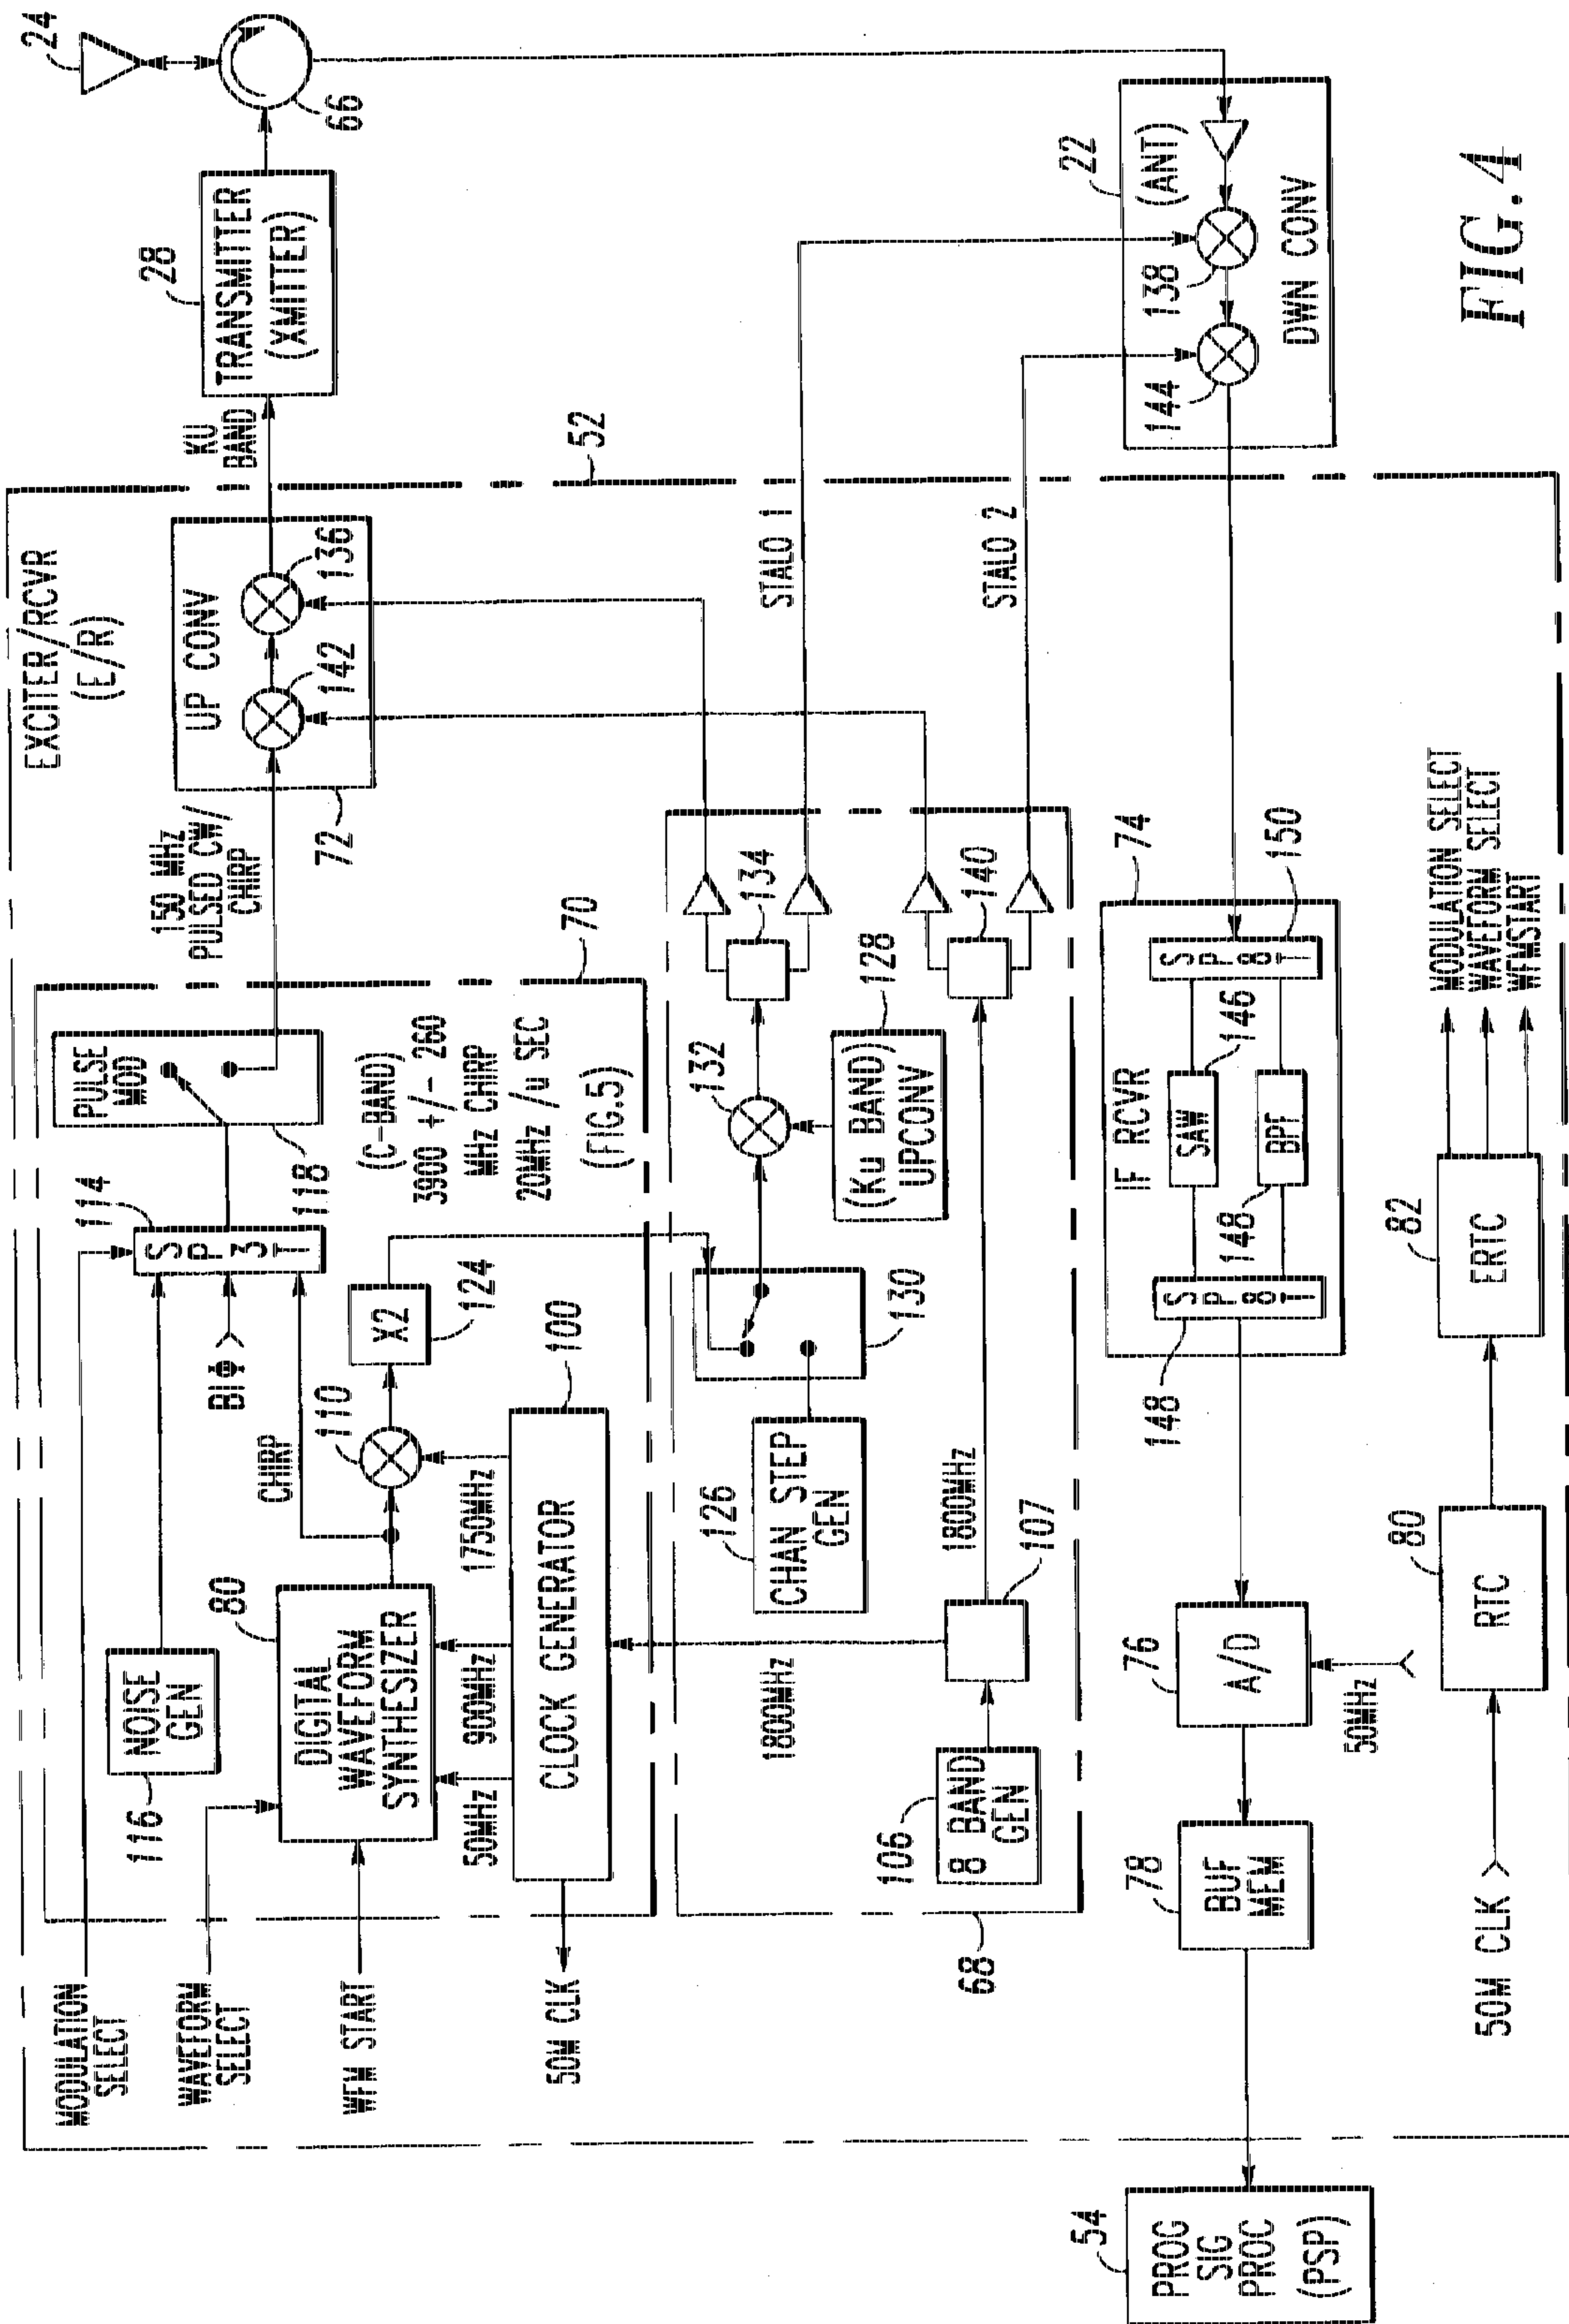 EXCITER/RCVR
(E/R)
52
MODULATION
SELECT
WAVEFORM
SELECT
WFM START
50M CLK
116
NOISE
GEN
BIΦ
CHIRP
114
S
P
3
T
PULSE
MOD
118
150 MHz
PULSED CW/
CHIRP
UP CONV
142
136
72
KU
BAND
28
TRANSMITTER
(XMITTER)
66
24
80
DIGITAL
WAVEFORM
SYNTHESIZER
50MHz
900MHz
1750MHz
110
X2
124
100
CLOCK GENERATOR
(C-BAND)
3900 +/- 260
MHz CHIRP
20MHz /u SEC
(FIG.5)
70
1800MHz
126
CHAN STEP
GEN
130
132
(Ku BAND)
UPCONV
128
134
140
STALO 1
STALO 2
106
8 BAND
GEN
107
1800MHz
68
22
(ANT)
138
144
DWN CONV
54
PROG
SIG
PROC
(PSP)
78
BUF
MEM
76
A/D
50MHz
148
S
P
8
T
IF RCVR
SAW
146
148
BPF
S
P
8
T
150
74
50M CLK
80
RTC
82
ERTC
MODULATION SELECT
WAVEFORM SELECT
WFMSTART
FIG.4